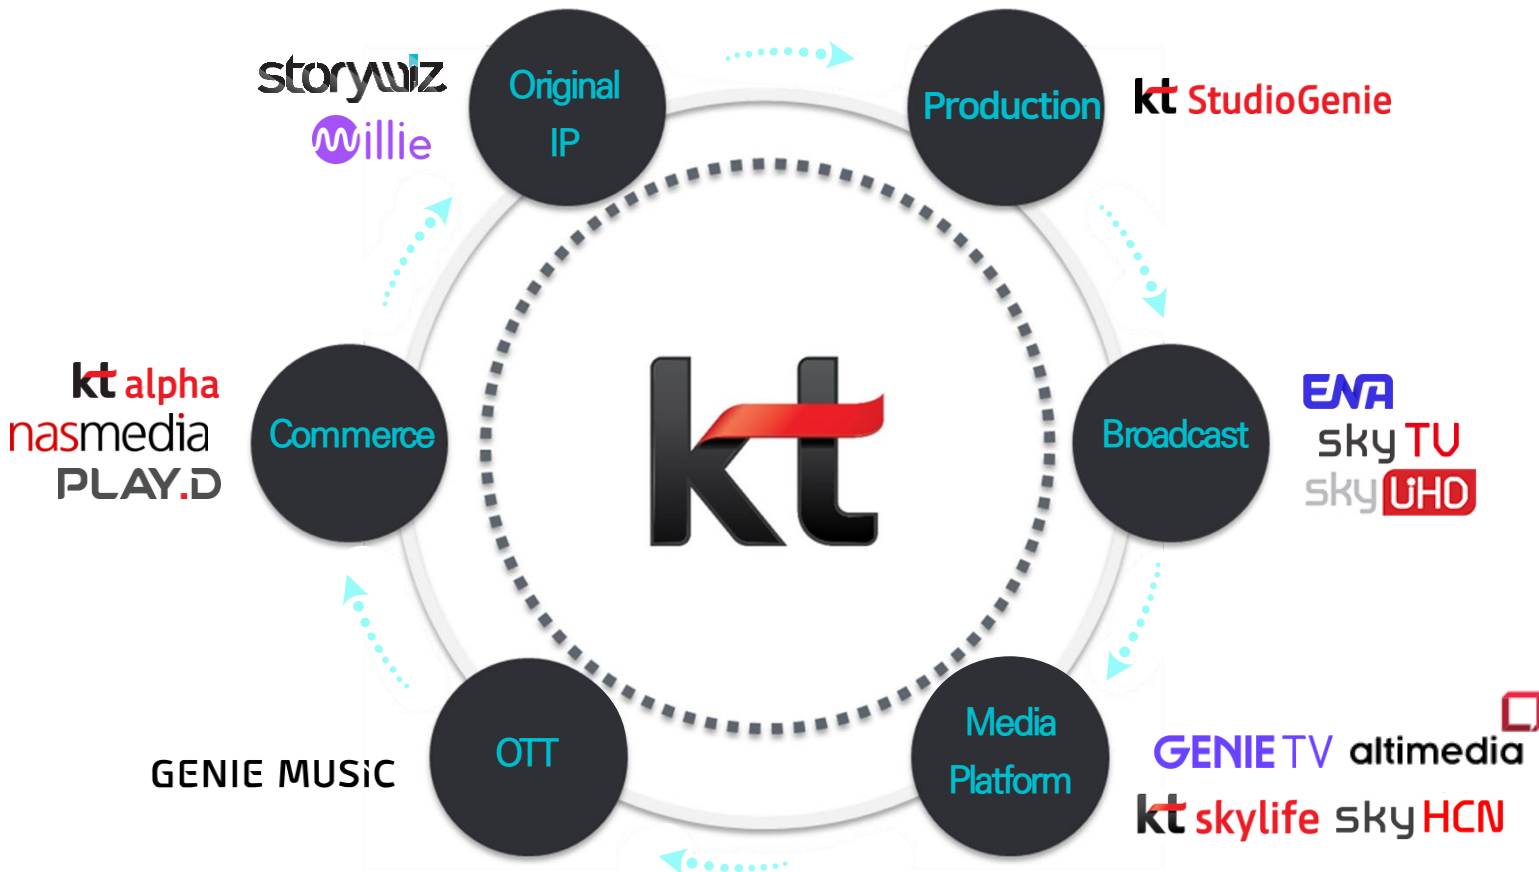 storywiz
millie
Original
IP
Production
kt StudioGenie
kt alpha
nasmedia
PLAY.D
Commerce
kt
Broadcast
ENA
sky TV
sky UHD
GENIE MUSIC
OTT
Media
Platform
GENIE TV
altimedia
kt skylife
sky HCN